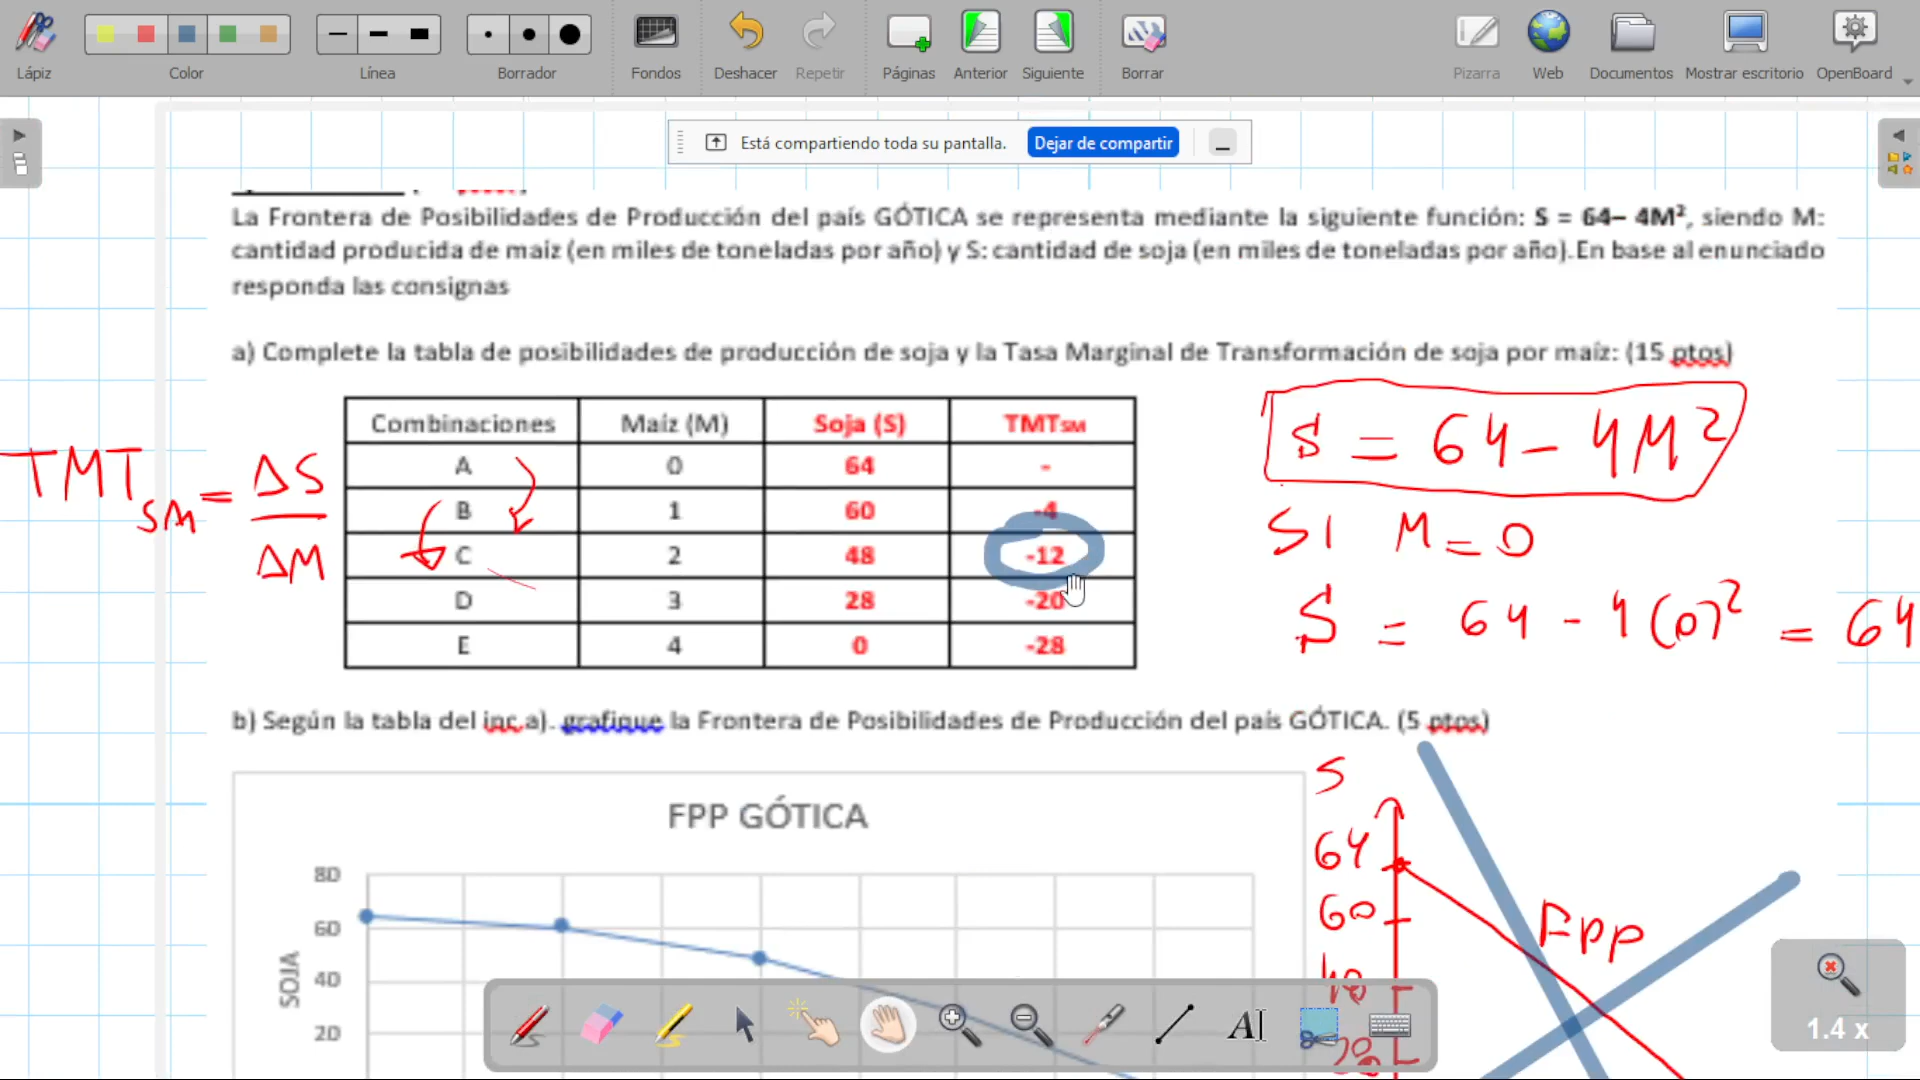 Lápiz
Color
Línea
Borrador
Fondos
Deshacer
Repetir
Páginas
Anterior
Siguiente
Borrar
Pizarra
Web
Documentos
Mostrar escritorio
OpenBoard
Está compartiendo toda su pantalla.
Dejar de compartir
La Frontera de Posibilidades de Producción del país GÓTICA se representa mediante la siguiente función: S = 64– 4M², siendo M:
cantidad producida de maíz (en miles de toneladas por año) y S: cantidad de soja (en miles de toneladas por año). En base al enunciado
responda las consignas
a) Complete la tabla de posibilidades de producción de soja y la Tasa Marginal de Transformación de soja por maíz: (15 ptos)
Combinaciones Maíz (M) Soja (S) TMTSM
A 0 64 -
B 1 60 -4
C 2 48 -12
D 3 28 -20
E 4 0 -28
TMT SM = ΔS
ΔM
S = 64 - 4M²
SI M = 0
S = 64 - 4(0)² = 64
b) Según la tabla del inc a). grafique la Frontera de Posibilidades de Producción del país GÓTICA. (5 ptos)
FPP GÓTICA
80
60
40
20
SOJA
S
64
60
FPP
1.4 x